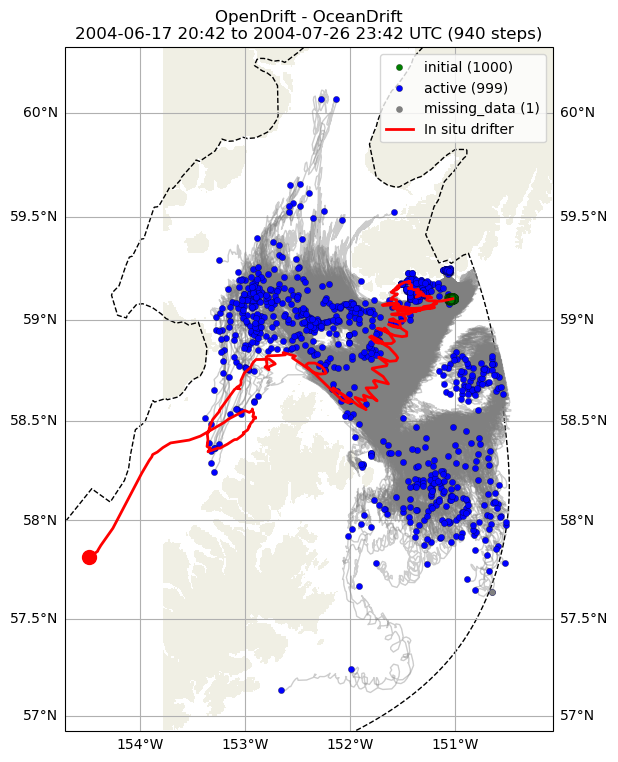 OpenDrift - OceanDrift
2004-06-17 20:42 to 2004-07-26 23:42 UTC (940 steps)
initial (1000)
active (999)
missing_data (1)
In situ drifter
60°N
60°N
59.5°N
59.5°N
59°N
59°N
58.5°N
58.5°N
58°N
58°N
57.5°N
57.5°N
57°N
57°N
154°W
153°W
152°W
151°W